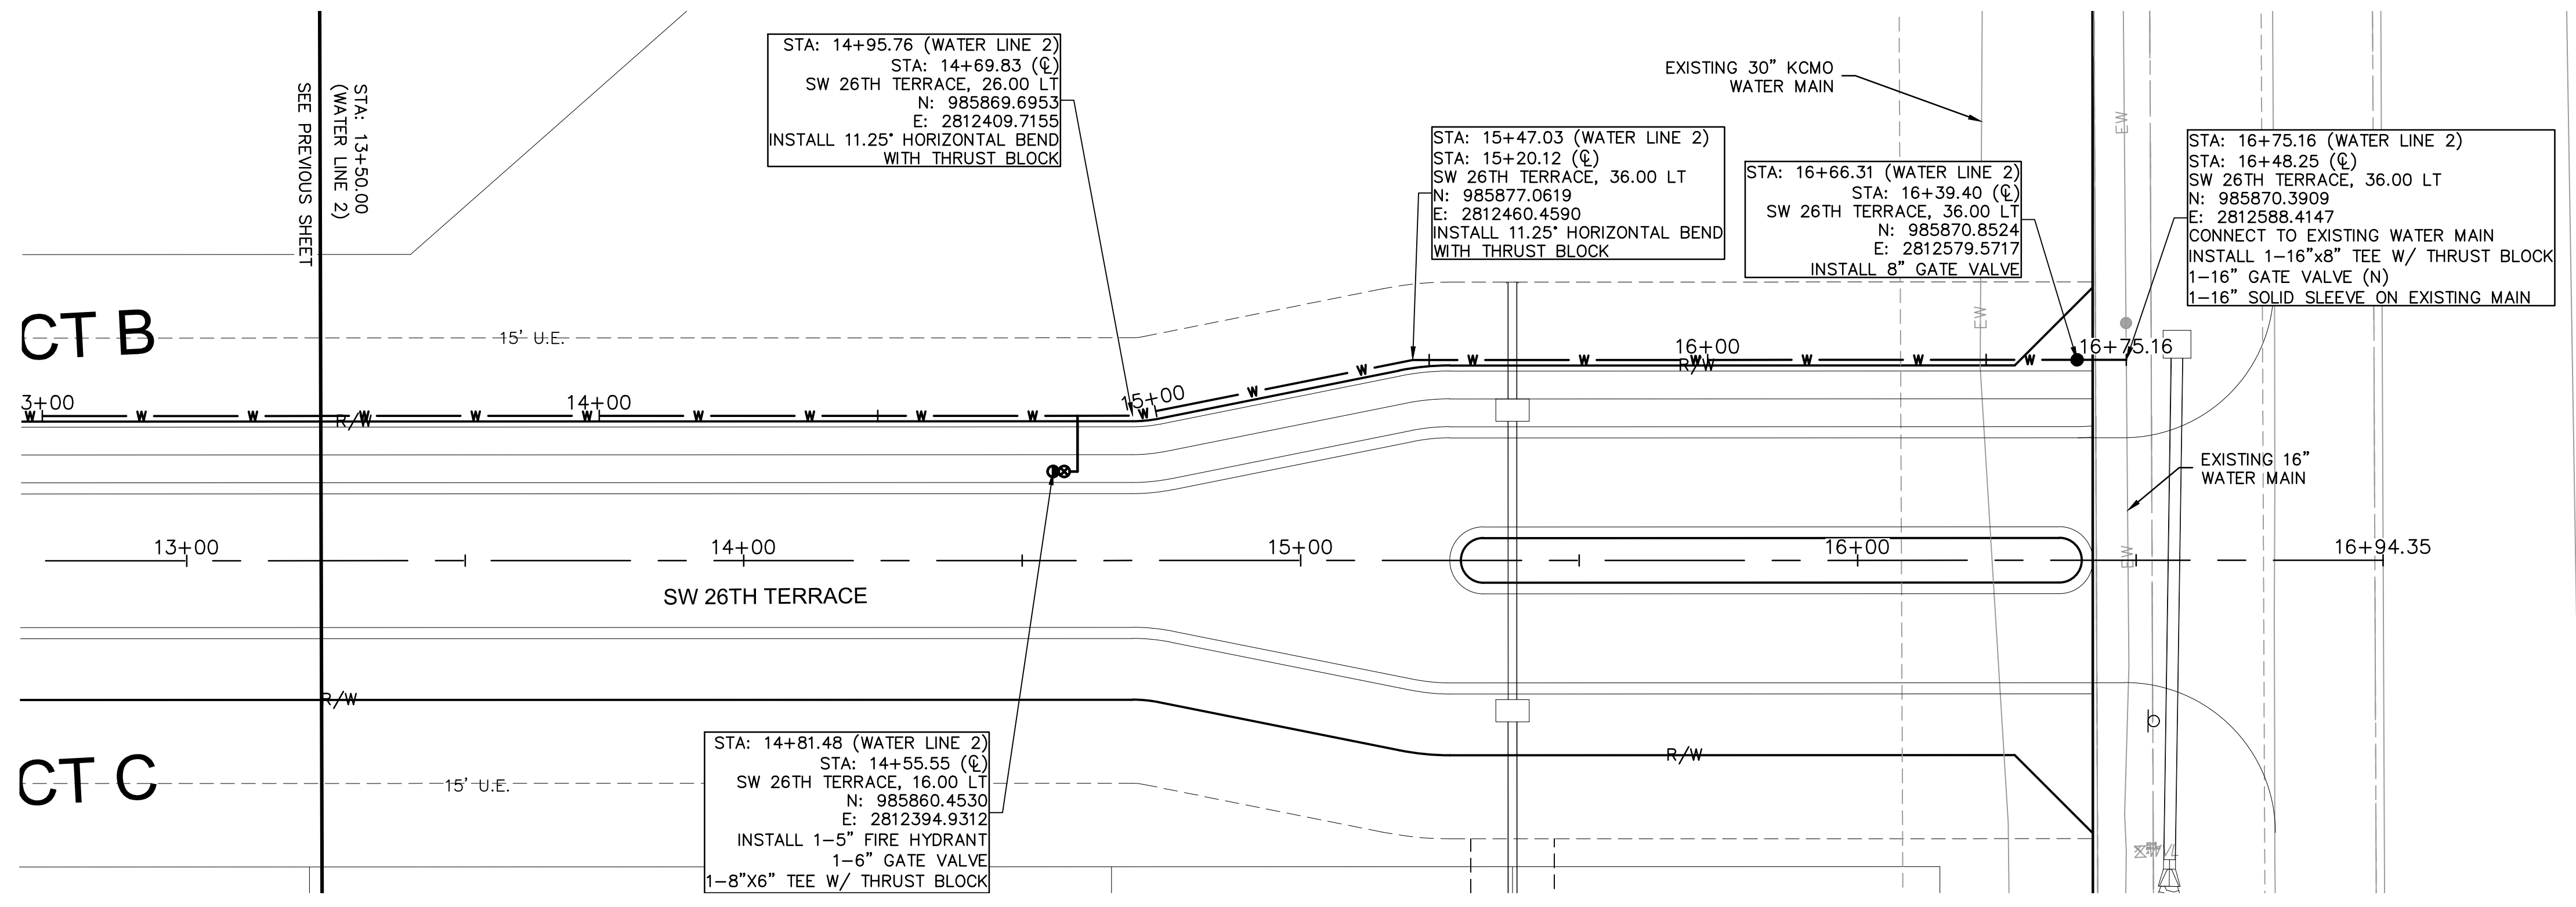 STA: 14+95.76 (WATER LINE 2)
STA: 14+69.83 (℄)
SW 26TH TERRACE, 26.00 LT
N: 985869.6953
E: 2812409.7155
INSTALL 11.25° HORIZONTAL BEND
WITH THRUST BLOCK
EXISTING 30" KCMO
WATER MAIN
STA: 15+47.03 (WATER LINE 2)
STA: 15+20.12 (℄)
SW 26TH TERRACE, 36.00 LT
N: 985877.0619
E: 2812460.4590
INSTALL 11.25° HORIZONTAL BEND
WITH THRUST BLOCK
STA: 16+66.31 (WATER LINE 2)
STA: 16+39.40 (℄)
SW 26TH TERRACE, 36.00 LT
N: 985870.8524
E: 2812579.5717
INSTALL 8" GATE VALVE
STA: 16+75.16 (WATER LINE 2)
STA: 16+48.25 (℄)
SW 26TH TERRACE, 36.00 LT
N: 985870.3909
E: 2812588.4147
CONNECT TO EXISTING WATER MAIN
INSTALL 1-16"x8" TEE W/ THRUST BLOCK
1-16" GATE VALVE (N)
1-16" SOLID SLEEVE ON EXISTING MAIN
STA: 13+50.00
(WATER LINE 2)
SEE PREVIOUS SHEET
EW
EW
CT B
15' U.E.
16+00
16+75.16
R/W
W W W W W W W
3+00
14+00
15+00
W W W W W W W W W W W
R/W
EXISTING 16"
WATER MAIN
13+00
14+00
15+00
16+00
16+94.35
EW
SW 26TH TERRACE
R/W
R/W
CT C
15' U.E.
STA: 14+81.48 (WATER LINE 2)
STA: 14+55.55 (℄)
SW 26TH TERRACE, 16.00 LT
N: 985860.4530
E: 2812394.9312
INSTALL 1-5" FIRE HYDRANT
1-6" GATE VALVE
1-8"X6" TEE W/ THRUST BLOCK